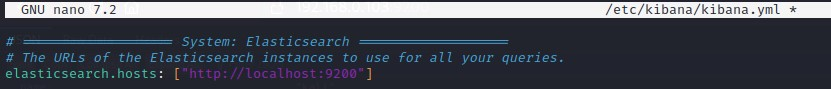 GNU nano 7.2 /etc/kibana/kibana.yml *
# =================== System: Elasticsearch ===================
# The URLs of the Elasticsearch instances to use for all your queries.
elasticsearch.hosts: ["http://localhost:9200"]